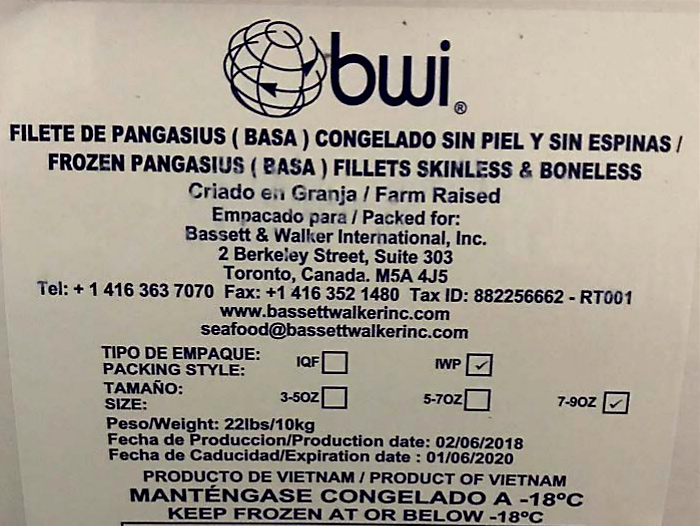 bwi®
FILETE DE PANGASIUS ( BASA ) CONGELADO SIN PIEL Y SIN ESPINAS /
FROZEN PANGASIUS ( BASA ) FILLETS SKINLESS & BONELESS
Criado en Granja / Farm Raised
Empacado para / Packed for:
Bassett & Walker International, Inc.
2 Berkeley Street, Suite 303
Toronto, Canada. M5A 4J5
Tel: + 1 416 363 7070 Fax: +1 416 352 1480 Tax ID: 882256662 - RT001
www.bassettwalkerinc.com
seafood@bassettwalkerinc.com
TIPO DE EMPAQUE:
PACKING STYLE: IQF IWP ✓
TAMAÑO:
SIZE: 3-5OZ 5-7OZ 7-9OZ ✓
Peso/Weight: 22lbs/10kg
Fecha de Produccion/Production date: 02/06/2018
Fecha de Caducidad/Expiration date : 01/06/2020
PRODUCTO DE VIETNAM / PRODUCT OF VIETNAM
MANTÉNGASE CONGELADO A -18ºC
KEEP FROZEN AT OR BELOW -18ºC